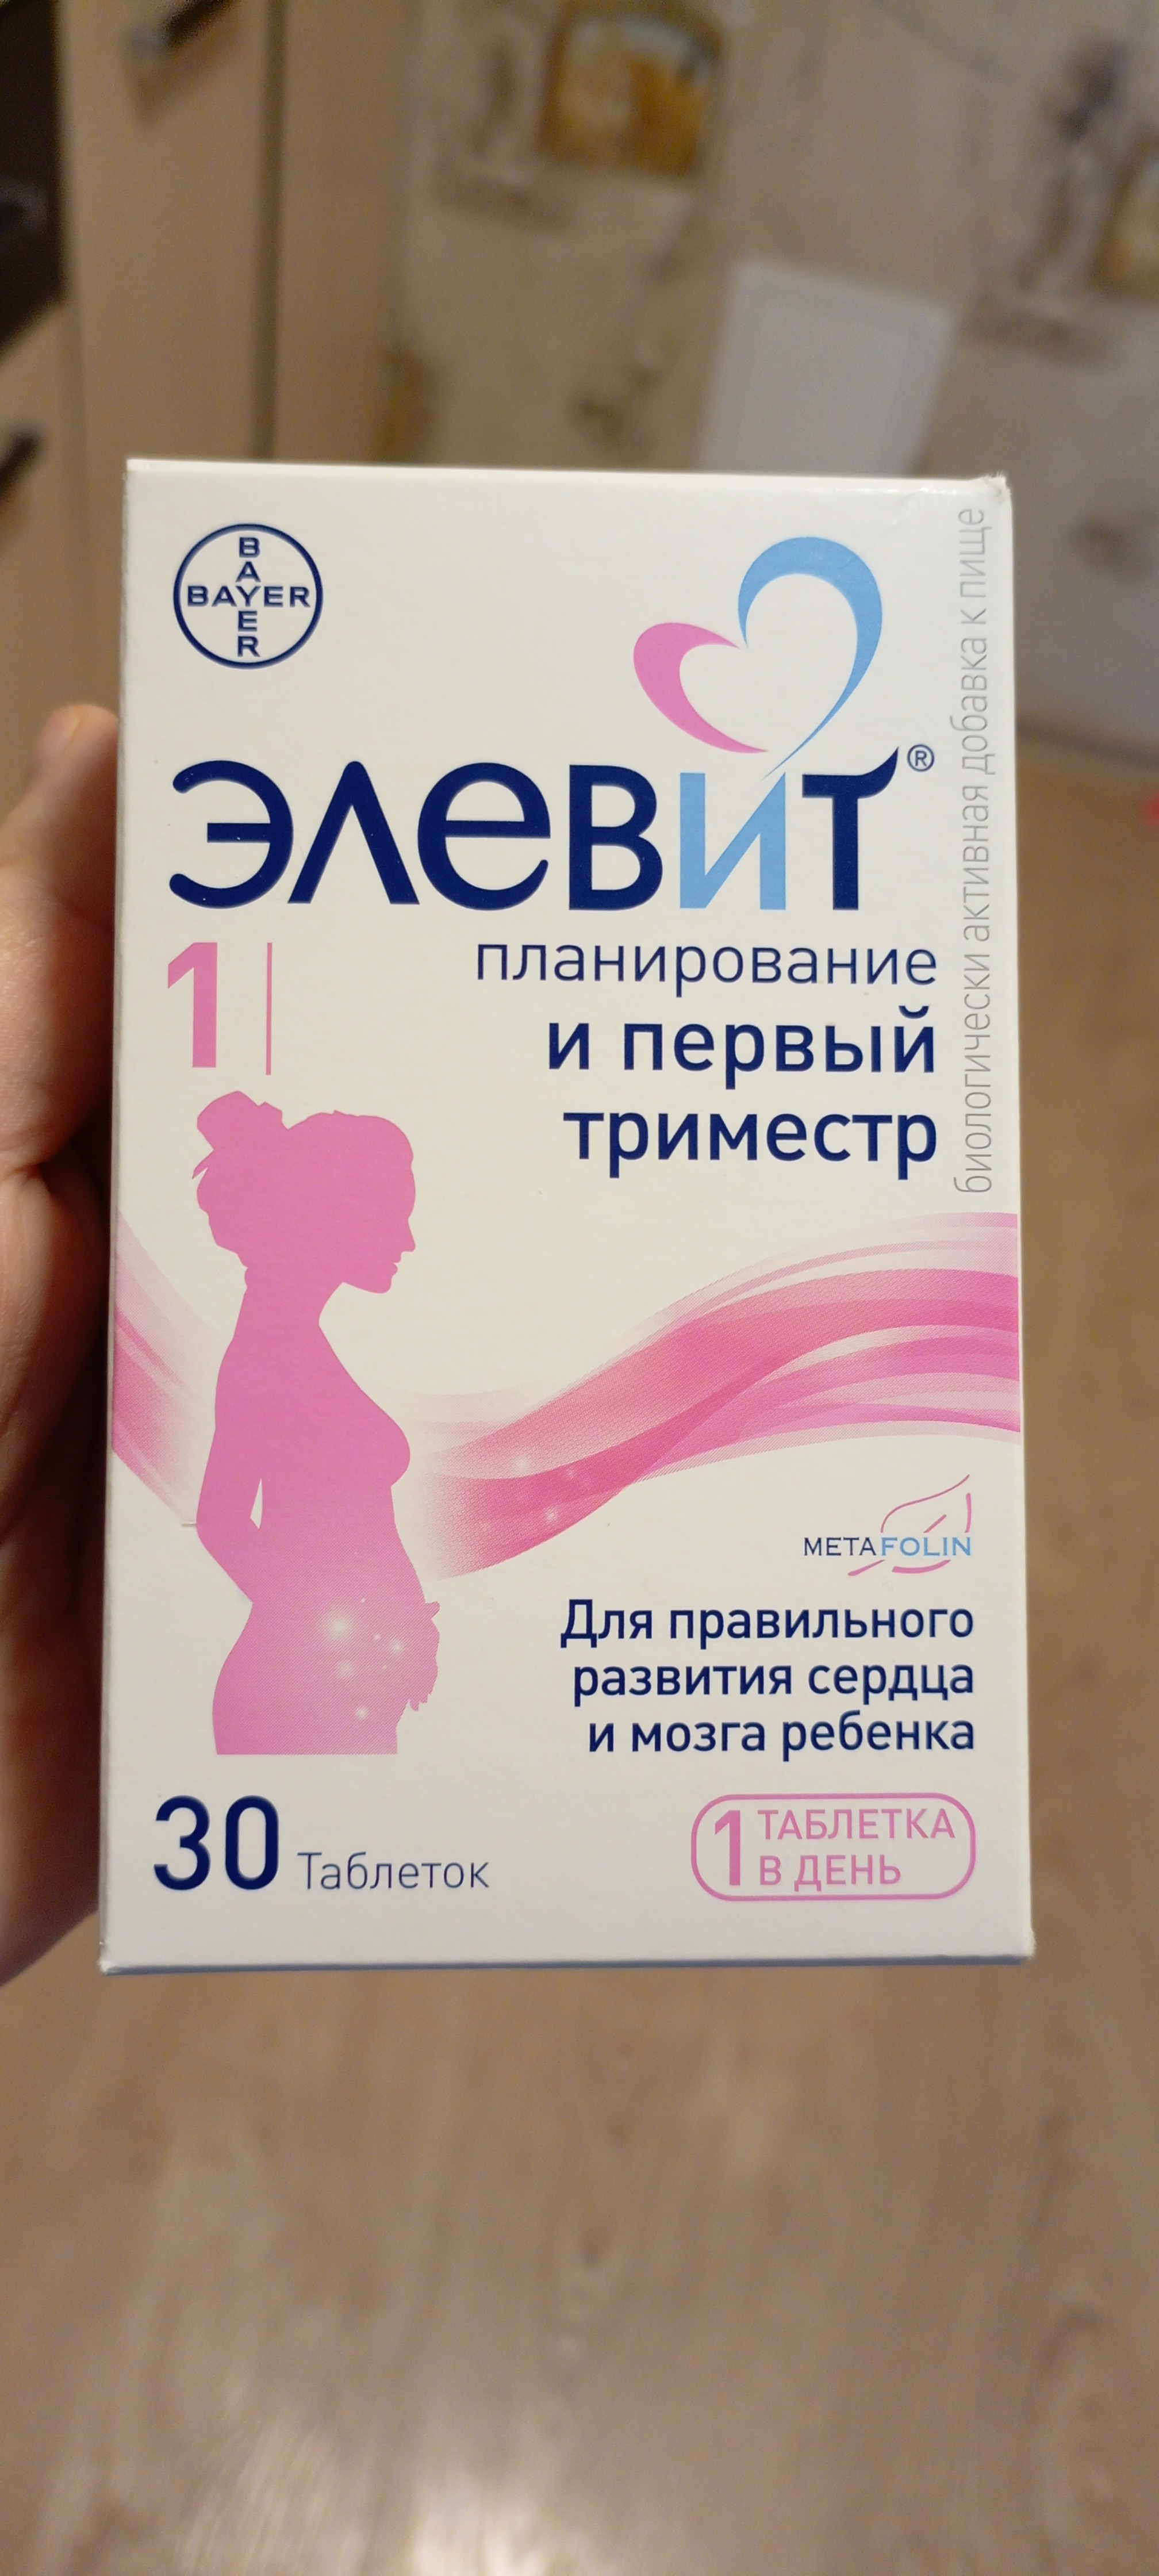 BAYER
BAYER
элевит®
1
планирование
и первый
триместр
биологически активная добавка к пище
METAFOLIN
Для правильного
развития сердца
и мозга ребенка
30 Таблеток
1 ТАБЛЕТКА
В ДЕНЬ